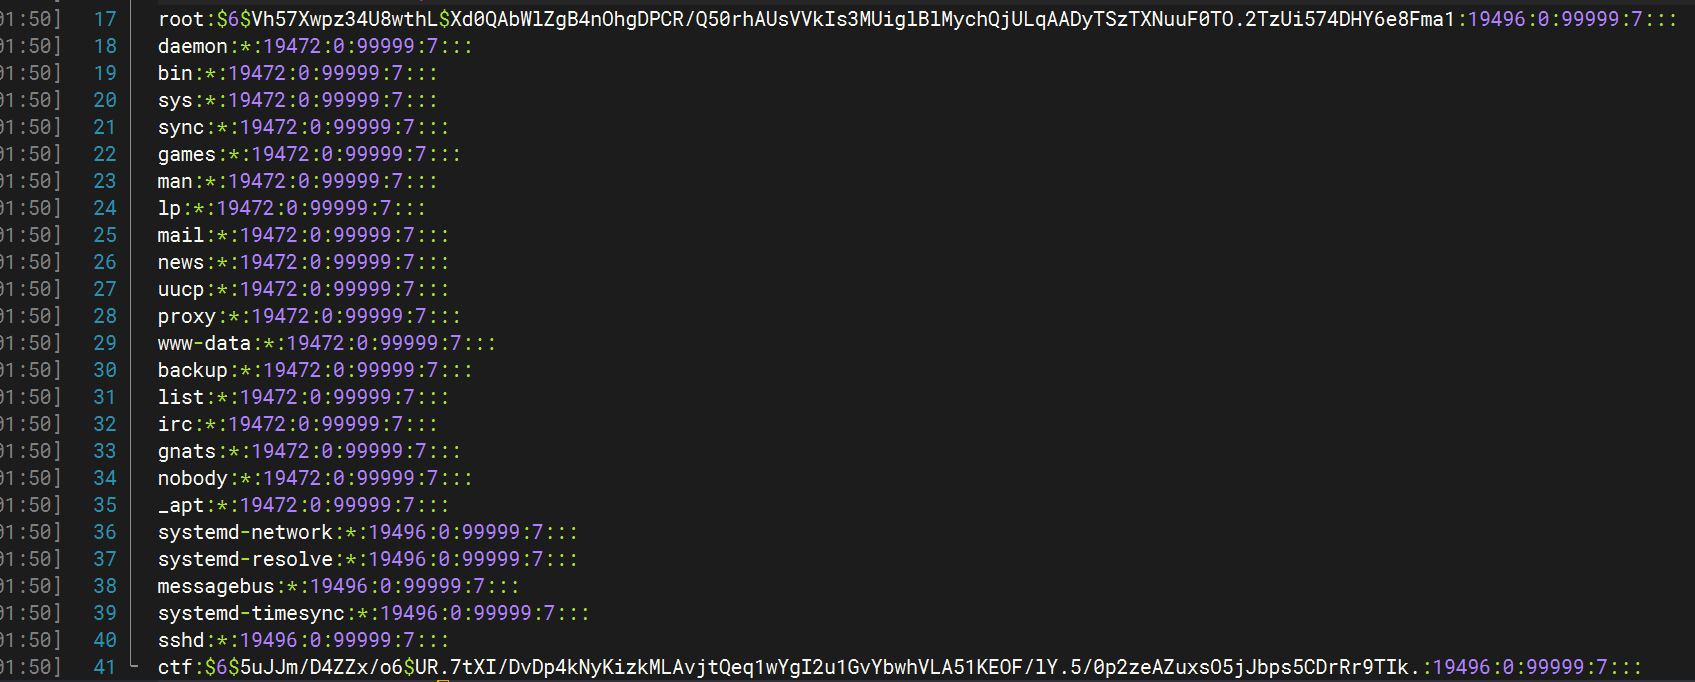 01:50] 17 root:$6$Vh57Xwpz34U8wthL$Xd0QAbWlZgB4nOhgDPCR/Q50rhAUsVVkIs3MUiglBlMychQjULqAADyTSzTXNuuF0TO.2TzUi574DHY6e8Fma1:19496:0:99999:7:::
01:50] 18 daemon:*:19472:0:99999:7:::
01:50] 19 bin:*:19472:0:99999:7:::
01:50] 20 sys:*:19472:0:99999:7:::
01:50] 21 sync:*:19472:0:99999:7:::
01:50] 22 games:*:19472:0:99999:7:::
01:50] 23 man:*:19472:0:99999:7:::
01:50] 24 lp:*:19472:0:99999:7:::
01:50] 25 mail:*:19472:0:99999:7:::
01:50] 26 news:*:19472:0:99999:7:::
01:50] 27 uucp:*:19472:0:99999:7:::
01:50] 28 proxy:*:19472:0:99999:7:::
01:50] 29 www-data:*:19472:0:99999:7:::
01:50] 30 backup:*:19472:0:99999:7:::
01:50] 31 list:*:19472:0:99999:7:::
01:50] 32 irc:*:19472:0:99999:7:::
01:50] 33 gnats:*:19472:0:99999:7:::
01:50] 34 nobody:*:19472:0:99999:7:::
01:50] 35 _apt:*:19472:0:99999:7:::
01:50] 36 systemd-network:*:19496:0:99999:7:::
01:50] 37 systemd-resolve:*:19496:0:99999:7:::
01:50] 38 messagebus:*:19496:0:99999:7:::
01:50] 39 systemd-timesync:*:19496:0:99999:7:::
01:50] 40 sshd:*:19496:0:99999:7:::
01:50] 41 ctf:$6$5uJJm/D4ZZx/o6$UR.7tXI/DvDp4kNyKizkMLAvjtQeq1wYgI2u1GvYbwhVLA51KEOF/lY.5/0p2zeAZuxsO5jJbps5CDrRr9TIk.:19496:0:99999:7:::